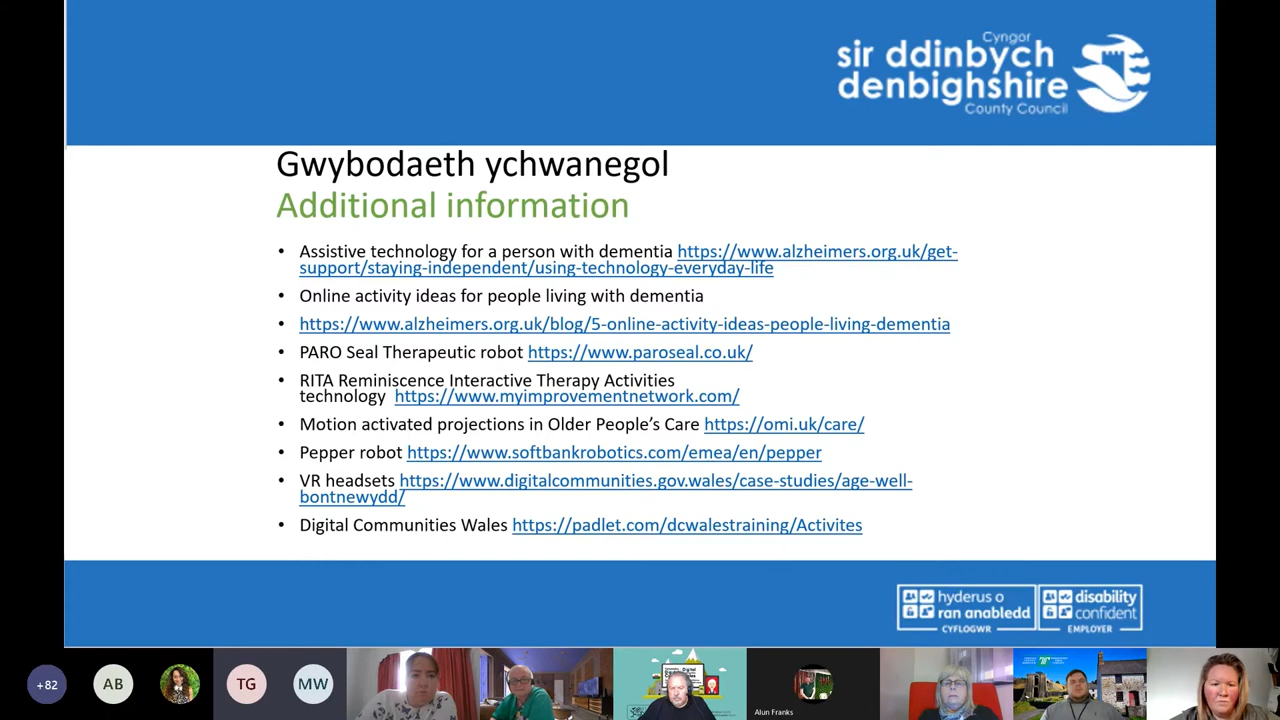 Cyngor
sir ddinbych
denbighshire
County Council
Gwybodaeth ychwanegol
Additional information
• Assistive technology for a person with dementia https://www.alzheimers.org.uk/get-
support/staying-independent/using-technology-everyday-life
• Online activity ideas for people living with dementia
• https://www.alzheimers.org.uk/blog/5-online-activity-ideas-people-living-dementia
• PARO Seal Therapeutic robot https://www.paroseal.co.uk/
• RITA Reminiscence Interactive Therapy Activities
technology https://www.myimprovementnetwork.com/
• Motion activated projections in Older People’s Care https://omi.uk/care/
• Pepper robot https://www.softbankrobotics.com/emea/en/pepper
• VR headsets https://www.digitalcommunities.gov.wales/case-studies/age-well-
bontnewydd/
• Digital Communities Wales https://padlet.com/dcwalestraining/Activites
hyderus o
ran anabledd
CYFLOGWR
disability
confident
EMPLOYER
+82
AB
TG
MW
Digital
Alun Franks